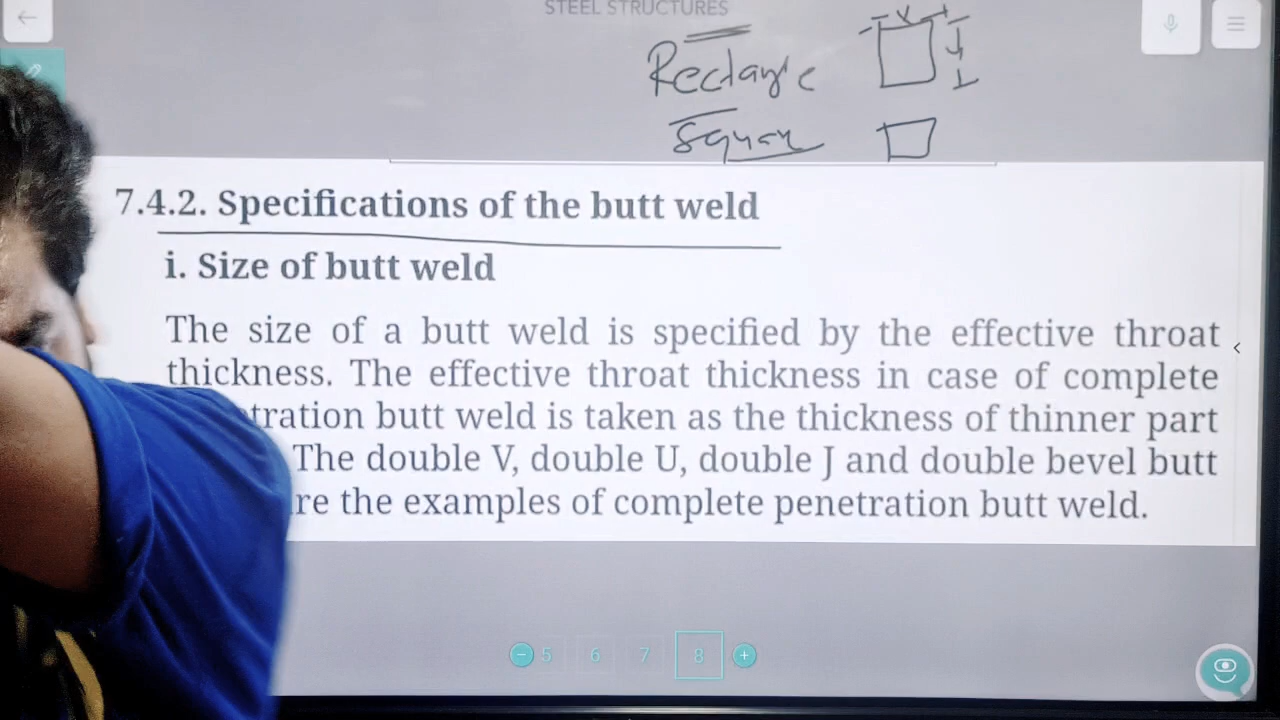 STEEL STRUCTURES
Rectangle
Square
7.4.2. Specifications of the butt weld
i. Size of butt weld
The size of a butt weld is specified by the effective throat
thickness. The effective throat thickness in case of complete
tration butt weld is taken as the thickness of thinner part
The double V, double U, double J and double bevel butt
re the examples of complete penetration butt weld.
5 6 7 8